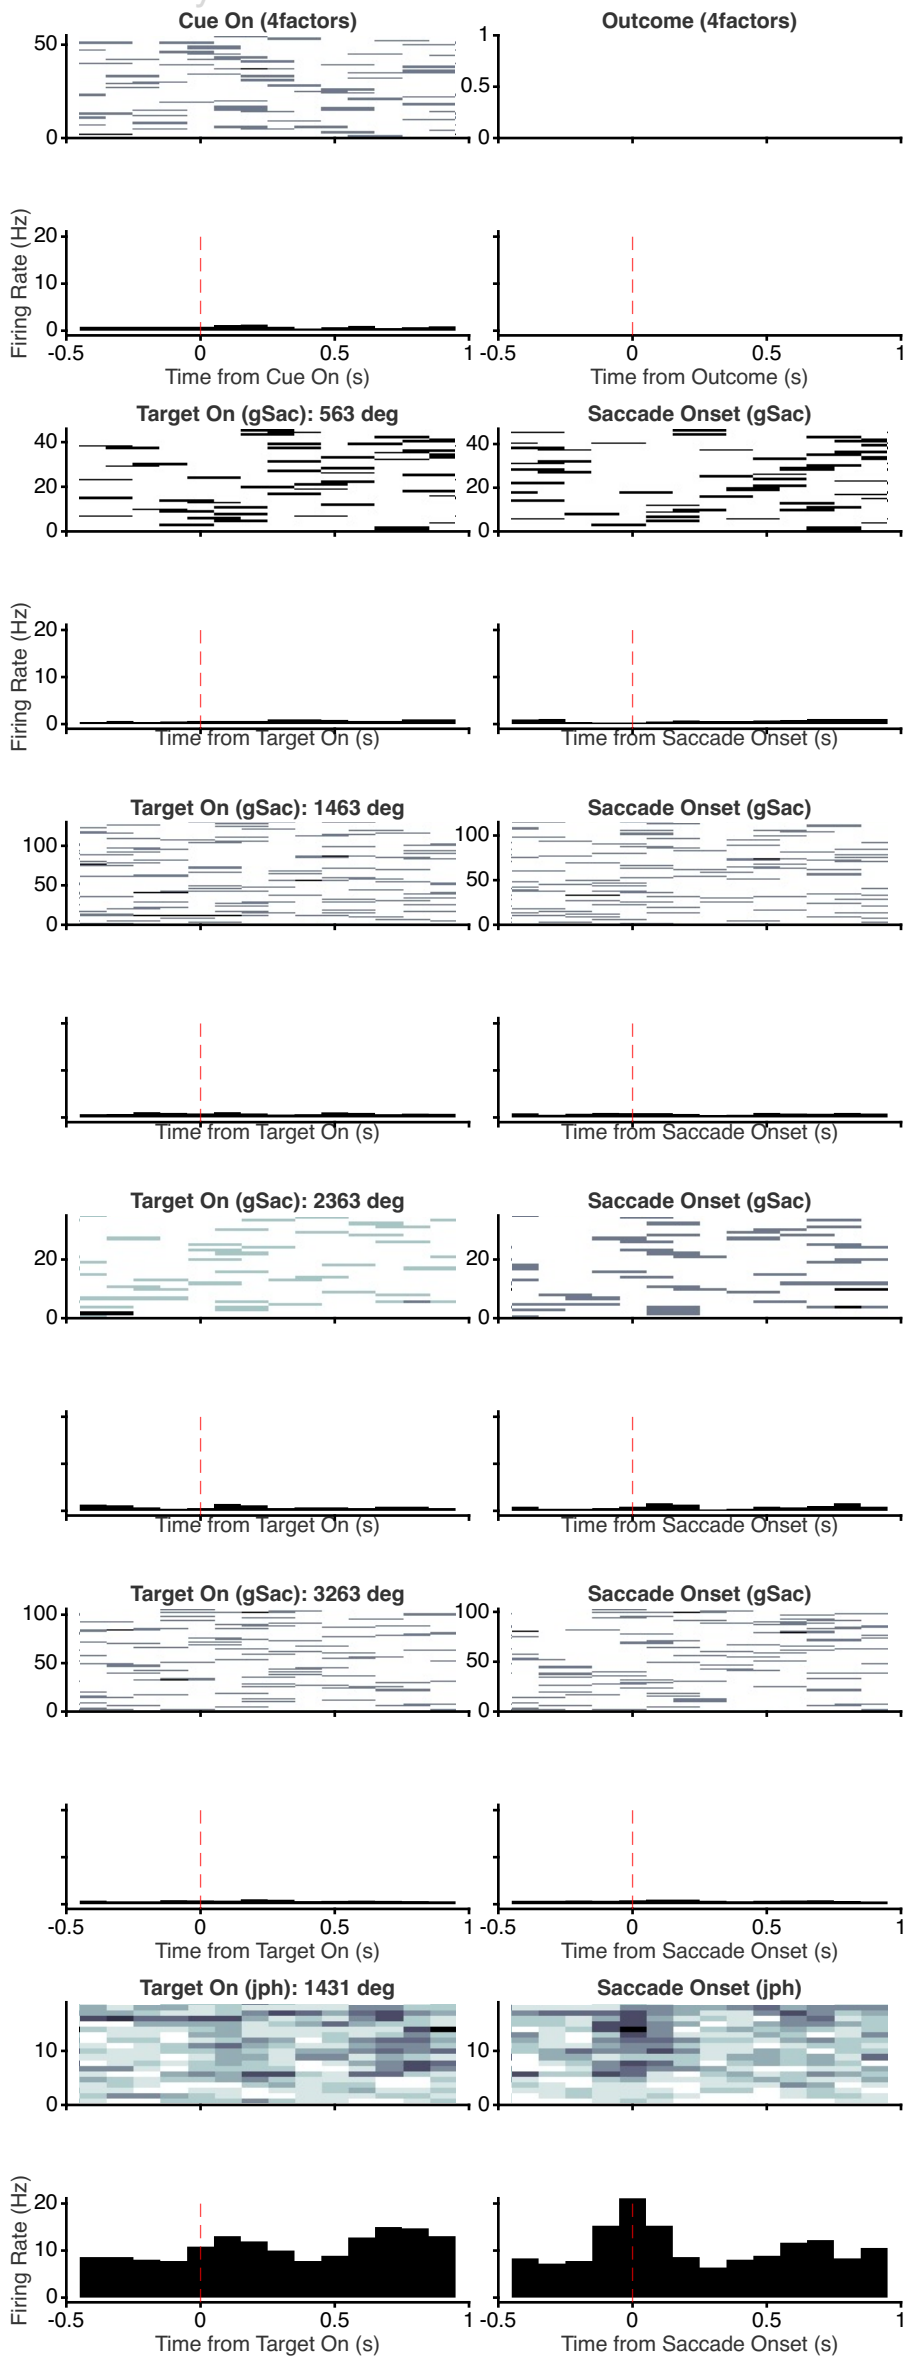 Cue On (4factors) Outcome (4factors)
50 1
0.5
0 0
Firing Rate (Hz)
20
10
0
-0.5 0 0.5 1 -0.5 0 0.5 1
Time from Cue On (s) Time from Outcome (s)
Target On (gSac): 563 deg Saccade Onset (gSac)
40 40
20 20
0 0
Firing Rate (Hz)
20
10
0
Time from Target On (s) Time from Saccade Onset (s)
Target On (gSac): 1463 deg Saccade Onset (gSac)
100 100
50 50
0 0
Time from Target On (s) Time from Saccade Onset (s)
Target On (gSac): 2363 deg Saccade Onset (gSac)
20 20
0 0
Time from Target On (s) Time from Saccade Onset (s)
Target On (gSac): 3263 deg Saccade Onset (gSac)
100 100
50 50
0 0
-0.5 0 0.5 1 -0.5 0 0.5 1
Time from Target On (s) Time from Saccade Onset (s)
Target On (jph): 1431 deg Saccade Onset (jph)
10 10
0 0
Firing Rate (Hz)
20
10
0
-0.5 0 0.5 1 -0.5 0 0.5 1
Time from Target On (s) Time from Saccade Onset (s)